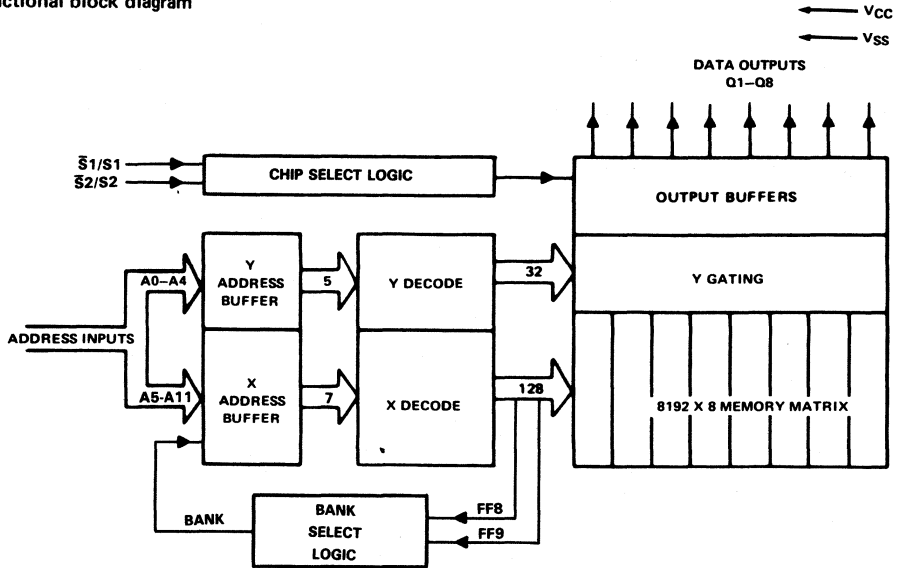 ctional block diagram
VCC
VSS
DATA OUTPUTS
Q1–Q8
S̅1/S1
S̅2/S2
CHIP SELECT LOGIC
OUTPUT BUFFERS
A0–A4
Y
ADDRESS
BUFFER
5
Y DECODE
32
Y GATING
ADDRESS INPUTS
A5-A11
X
ADDRESS
BUFFER
7
X DECODE
128
8192 X 8 MEMORY MATRIX
BANK
BANK
SELECT
LOGIC
FF8
FF9